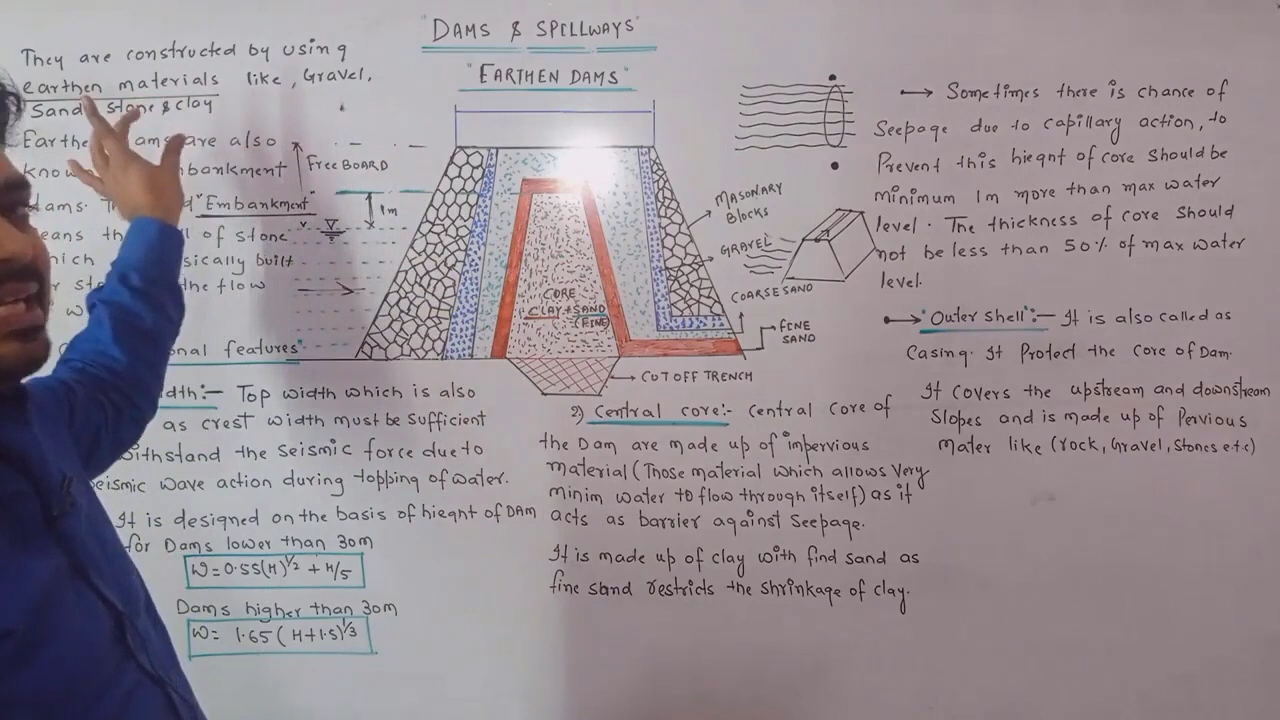 "DAMS & SPILLWAYS"
"EARTHEN DAMS"
They are constructed by using
earthen materials like, Gravel,
Sand stone & clay
Earthe are also
kno bankment
dams. "Embankment"
of stone
sically built
the flow
onal features"
Top width which is also
as crest width must be sufficient
withstand the seismic force due to
seismic wave action during topping of water.
It is designed on the basis of hieqnt of DAM
for Dams lower than 30m
W=0.55(H)^1/2 + H/5
Dams higher than 30m
W= 1.65 (H+1.5)^1/3
FREE BOARD
1m
MASONARY
BLOCKS
GRAVEL
COARSE SAND
FINE
SAND
CORE
CLAY+SAND
(FINE)
CUT OFF TRENCH
2) Central core:- Central core of
the Dam are made up of impervious
material (Those material which allows very
minim water to flow through itself) as it
acts as barrier against seepage.
It is made up of clay with find sand as
fine sand restricts the shrinkage of clay.
→ Sometimes there is chance of
Seepage due to capillary action, to
Prevent this hieqnt of core should be
minimum 1m more than max water
level. The thickness of core should
not be less than 50% of max water
level.
→ "Outer shell":- It is also called as
Casing. It Protect the core of Dam.
It covers the upstream and downstream
Slopes and is made up of Pervious
Mater like (rock, Gravel, Stones etc)